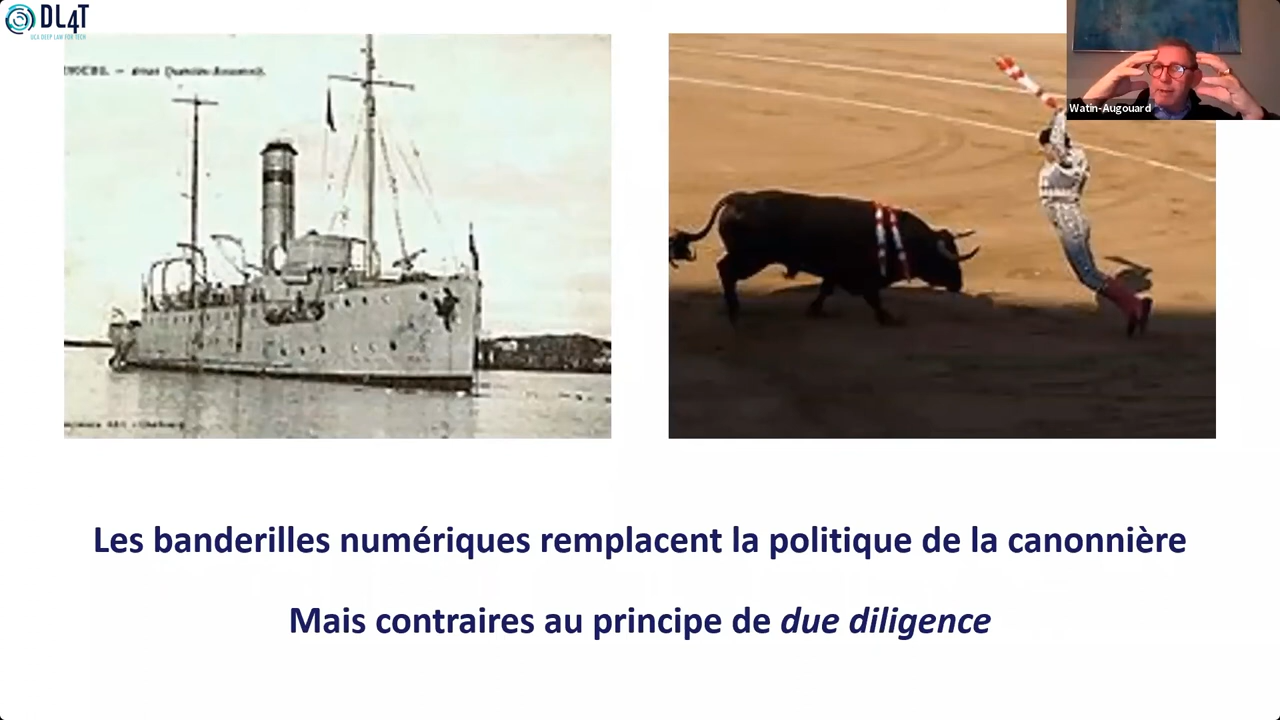 DL4T
UCA DEEP LAW FOR TECH
Watin-Augouard
Les banderilles numériques remplacent la politique de la canonnière
Mais contraires au principe de due diligence